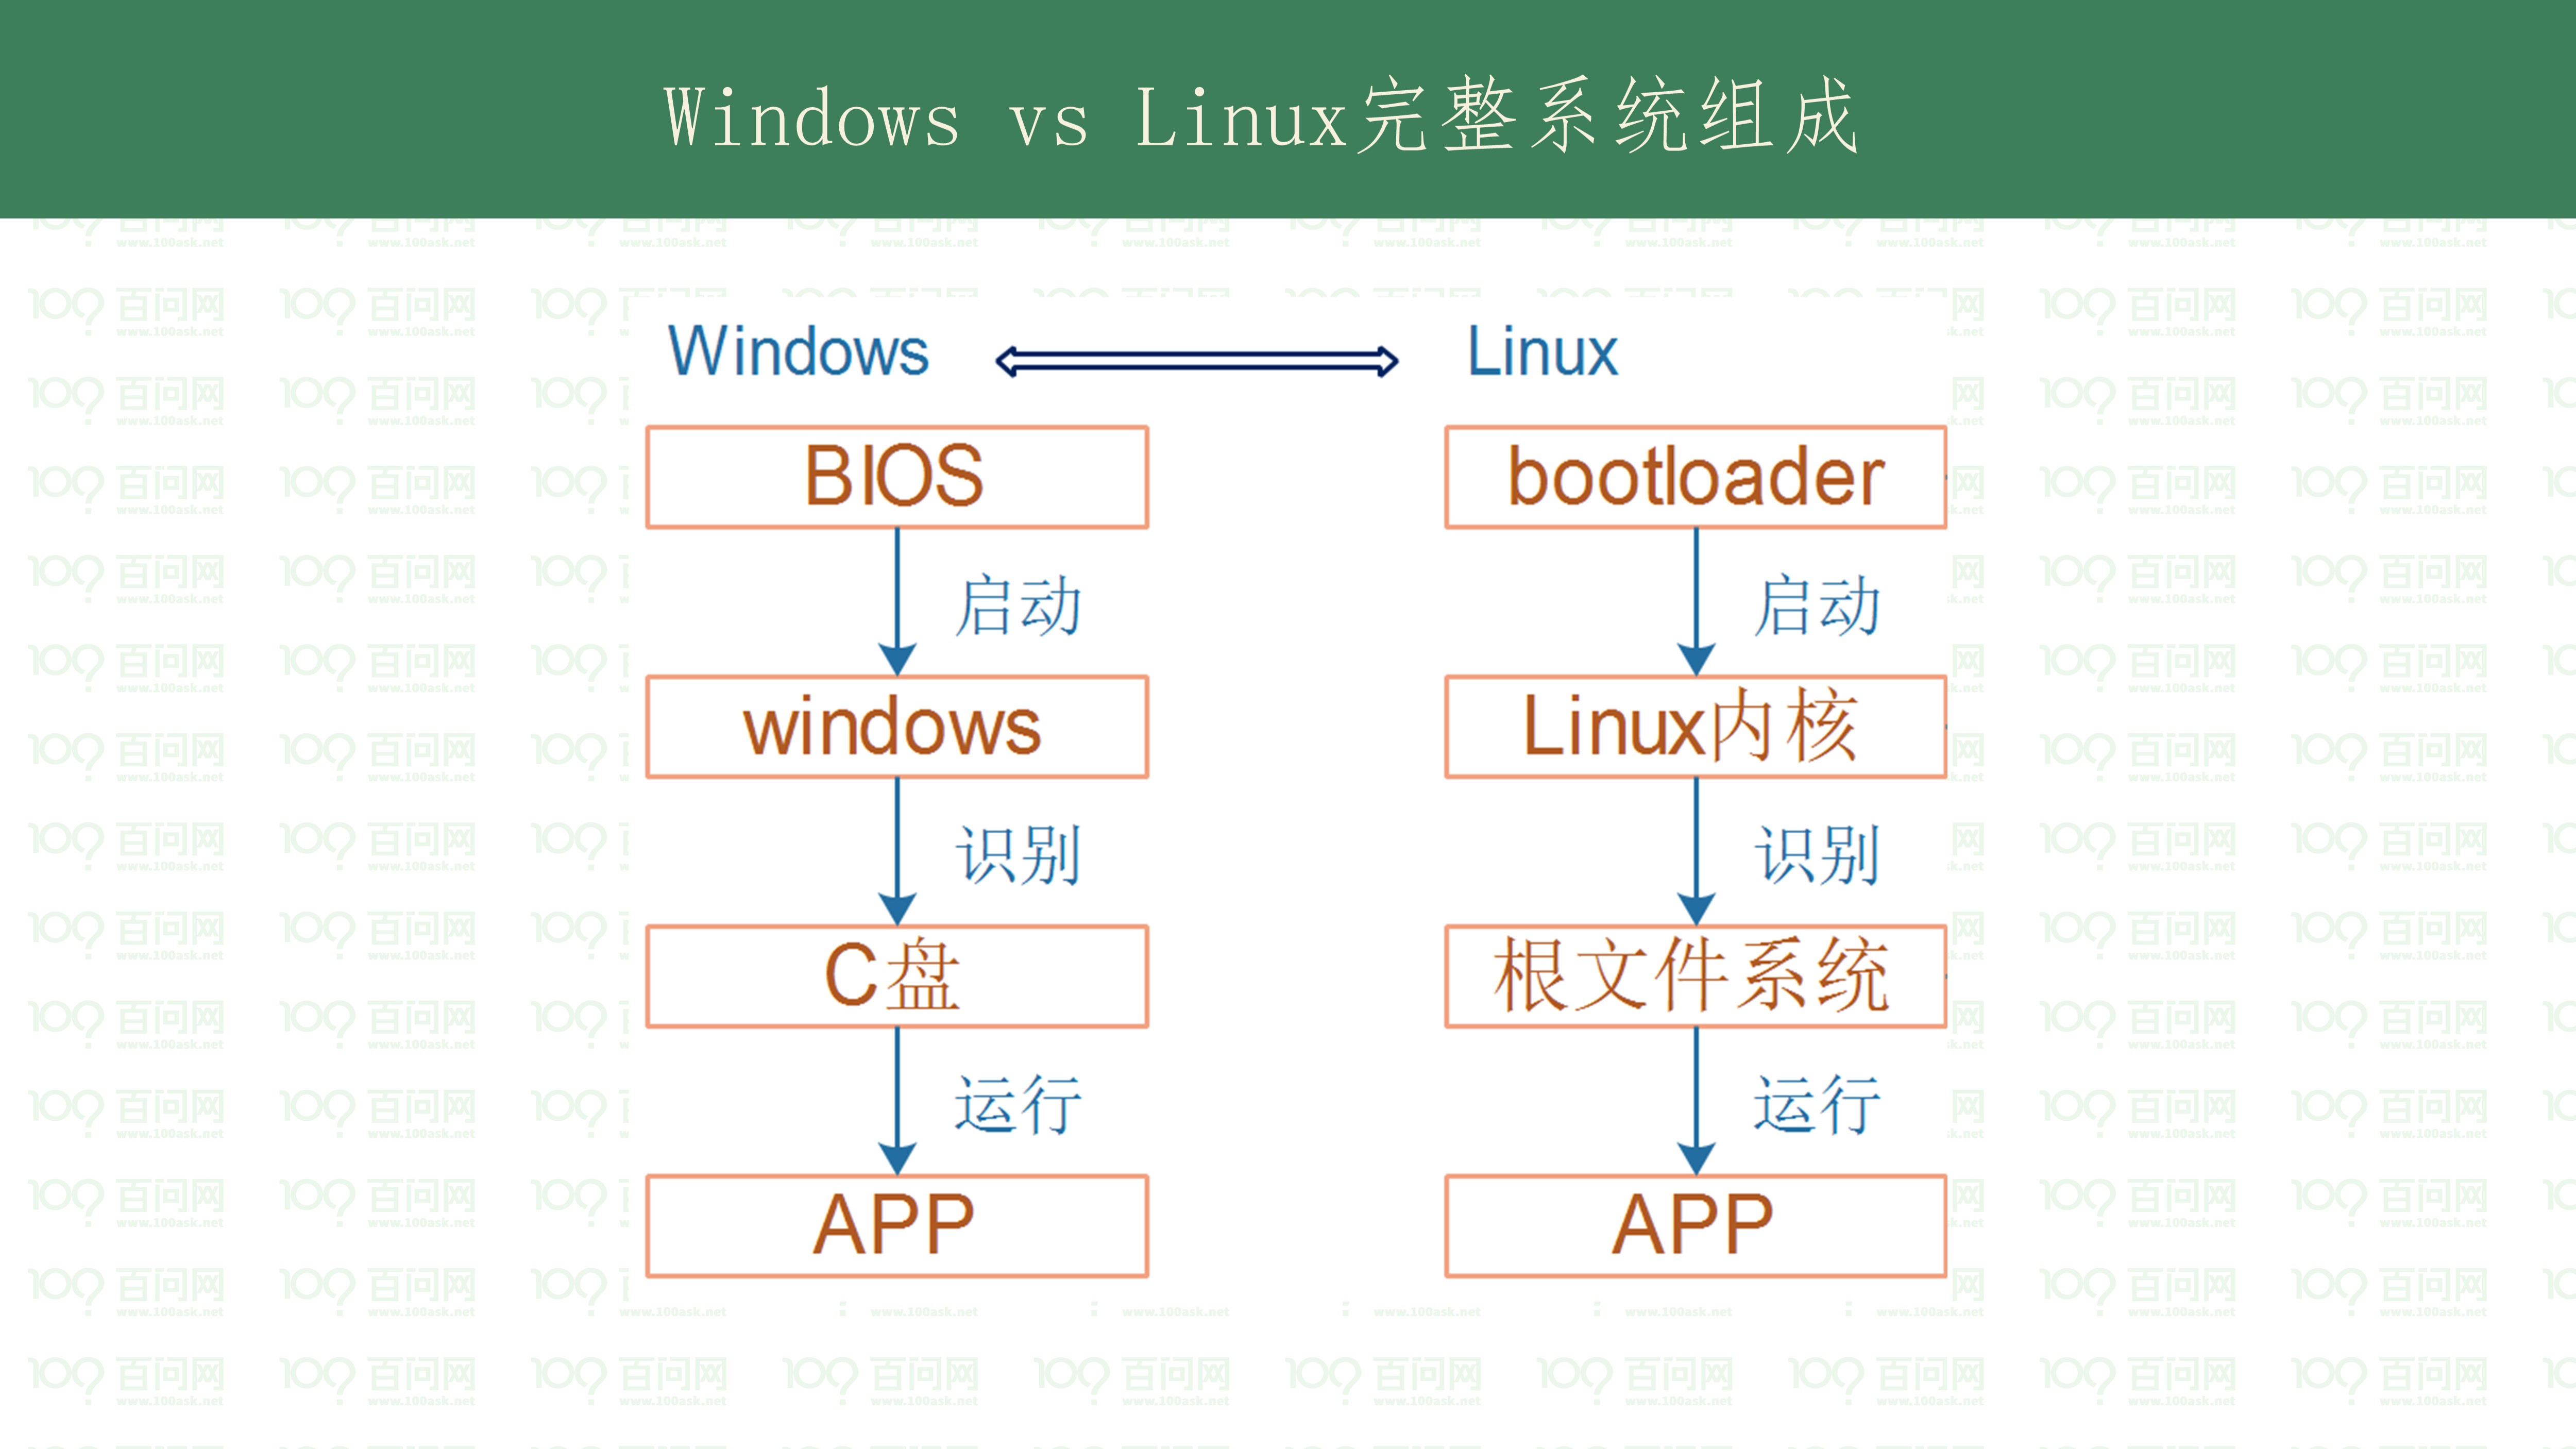 Windows vs Linux完整系统组成
Windows
Linux
BIOS
bootloader
启动
启动
windows
Linux内核
识别
识别
C盘
根文件系统
运行
运行
APP
APP
百问网
www.100ask.net